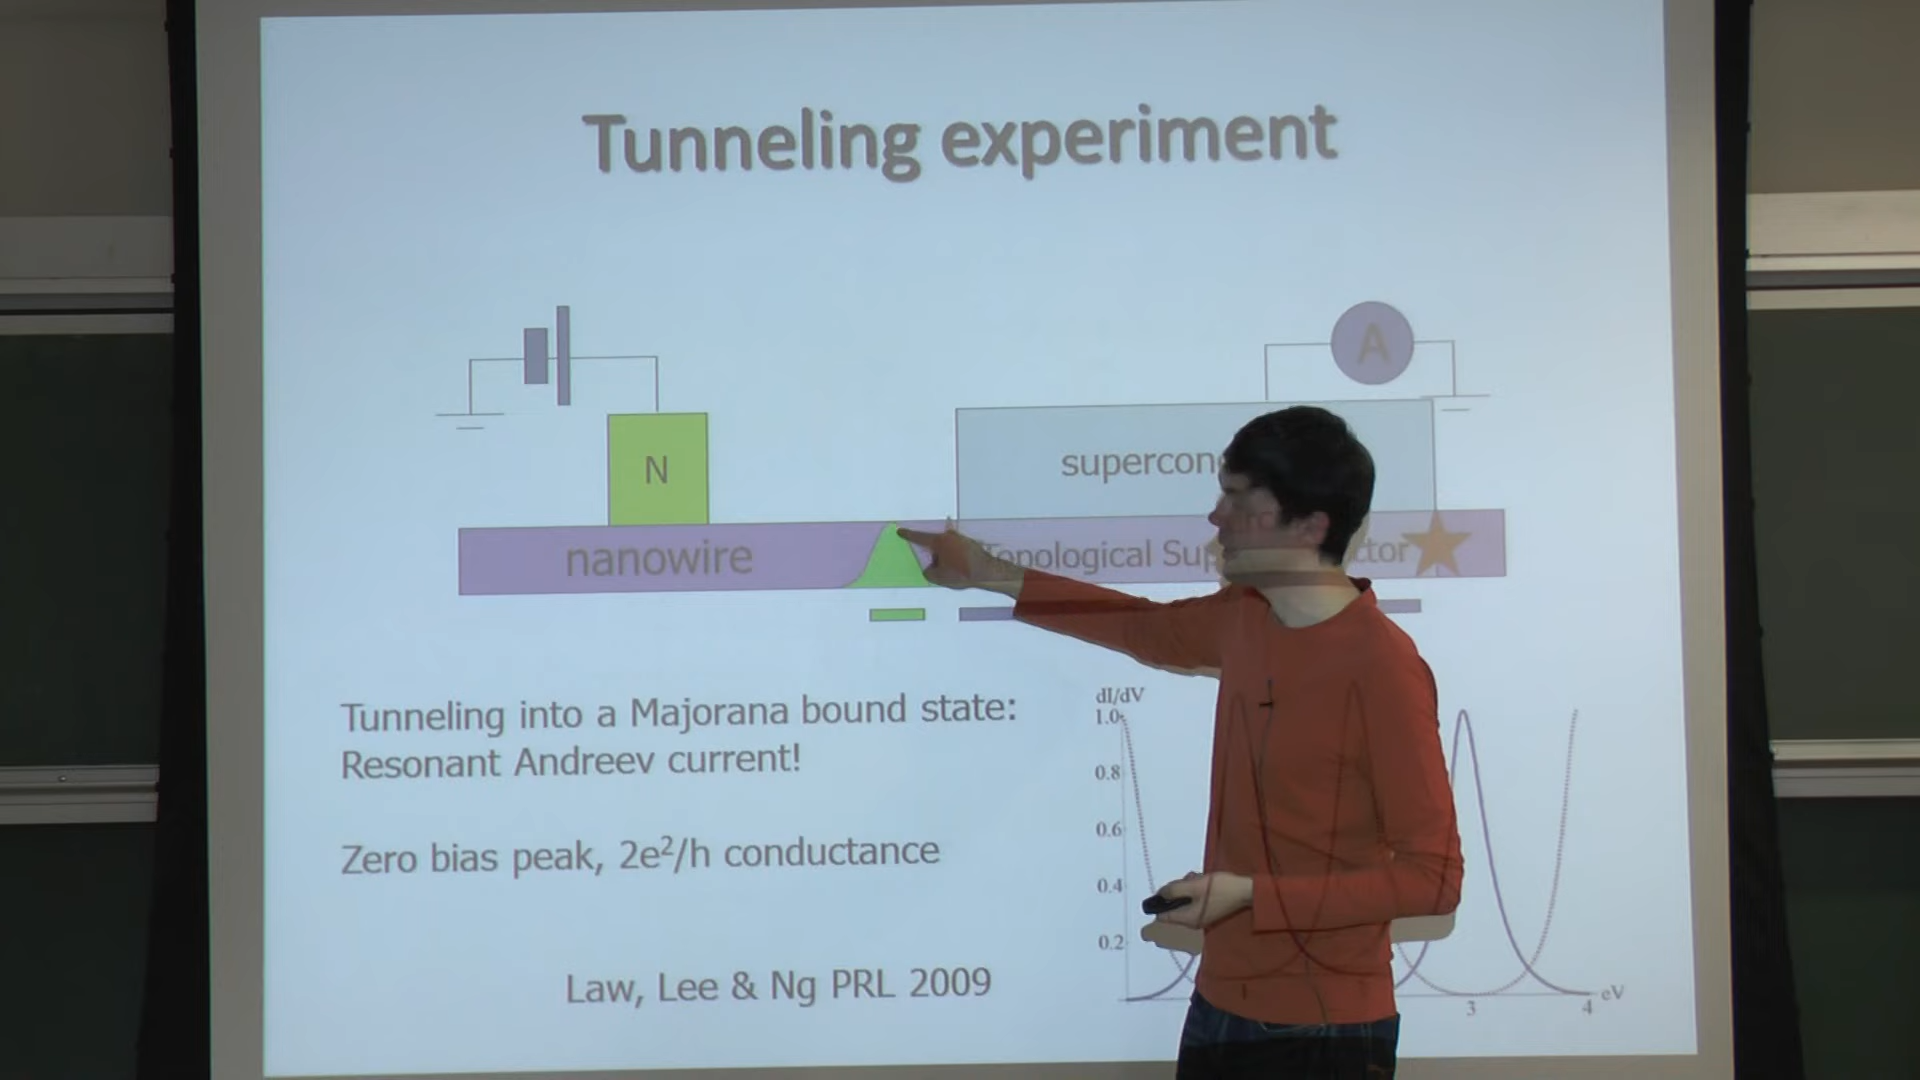 Tunneling experiment
A
N
nanowire
Tunneling into a Majorana bound state:
Resonant Andreev current!
Zero bias peak, 2e²/h conductance
Law, Lee & Ng PRL 2009
dI/dV
1.0
0.8
0.6
0.4
0.2
3
4
eV